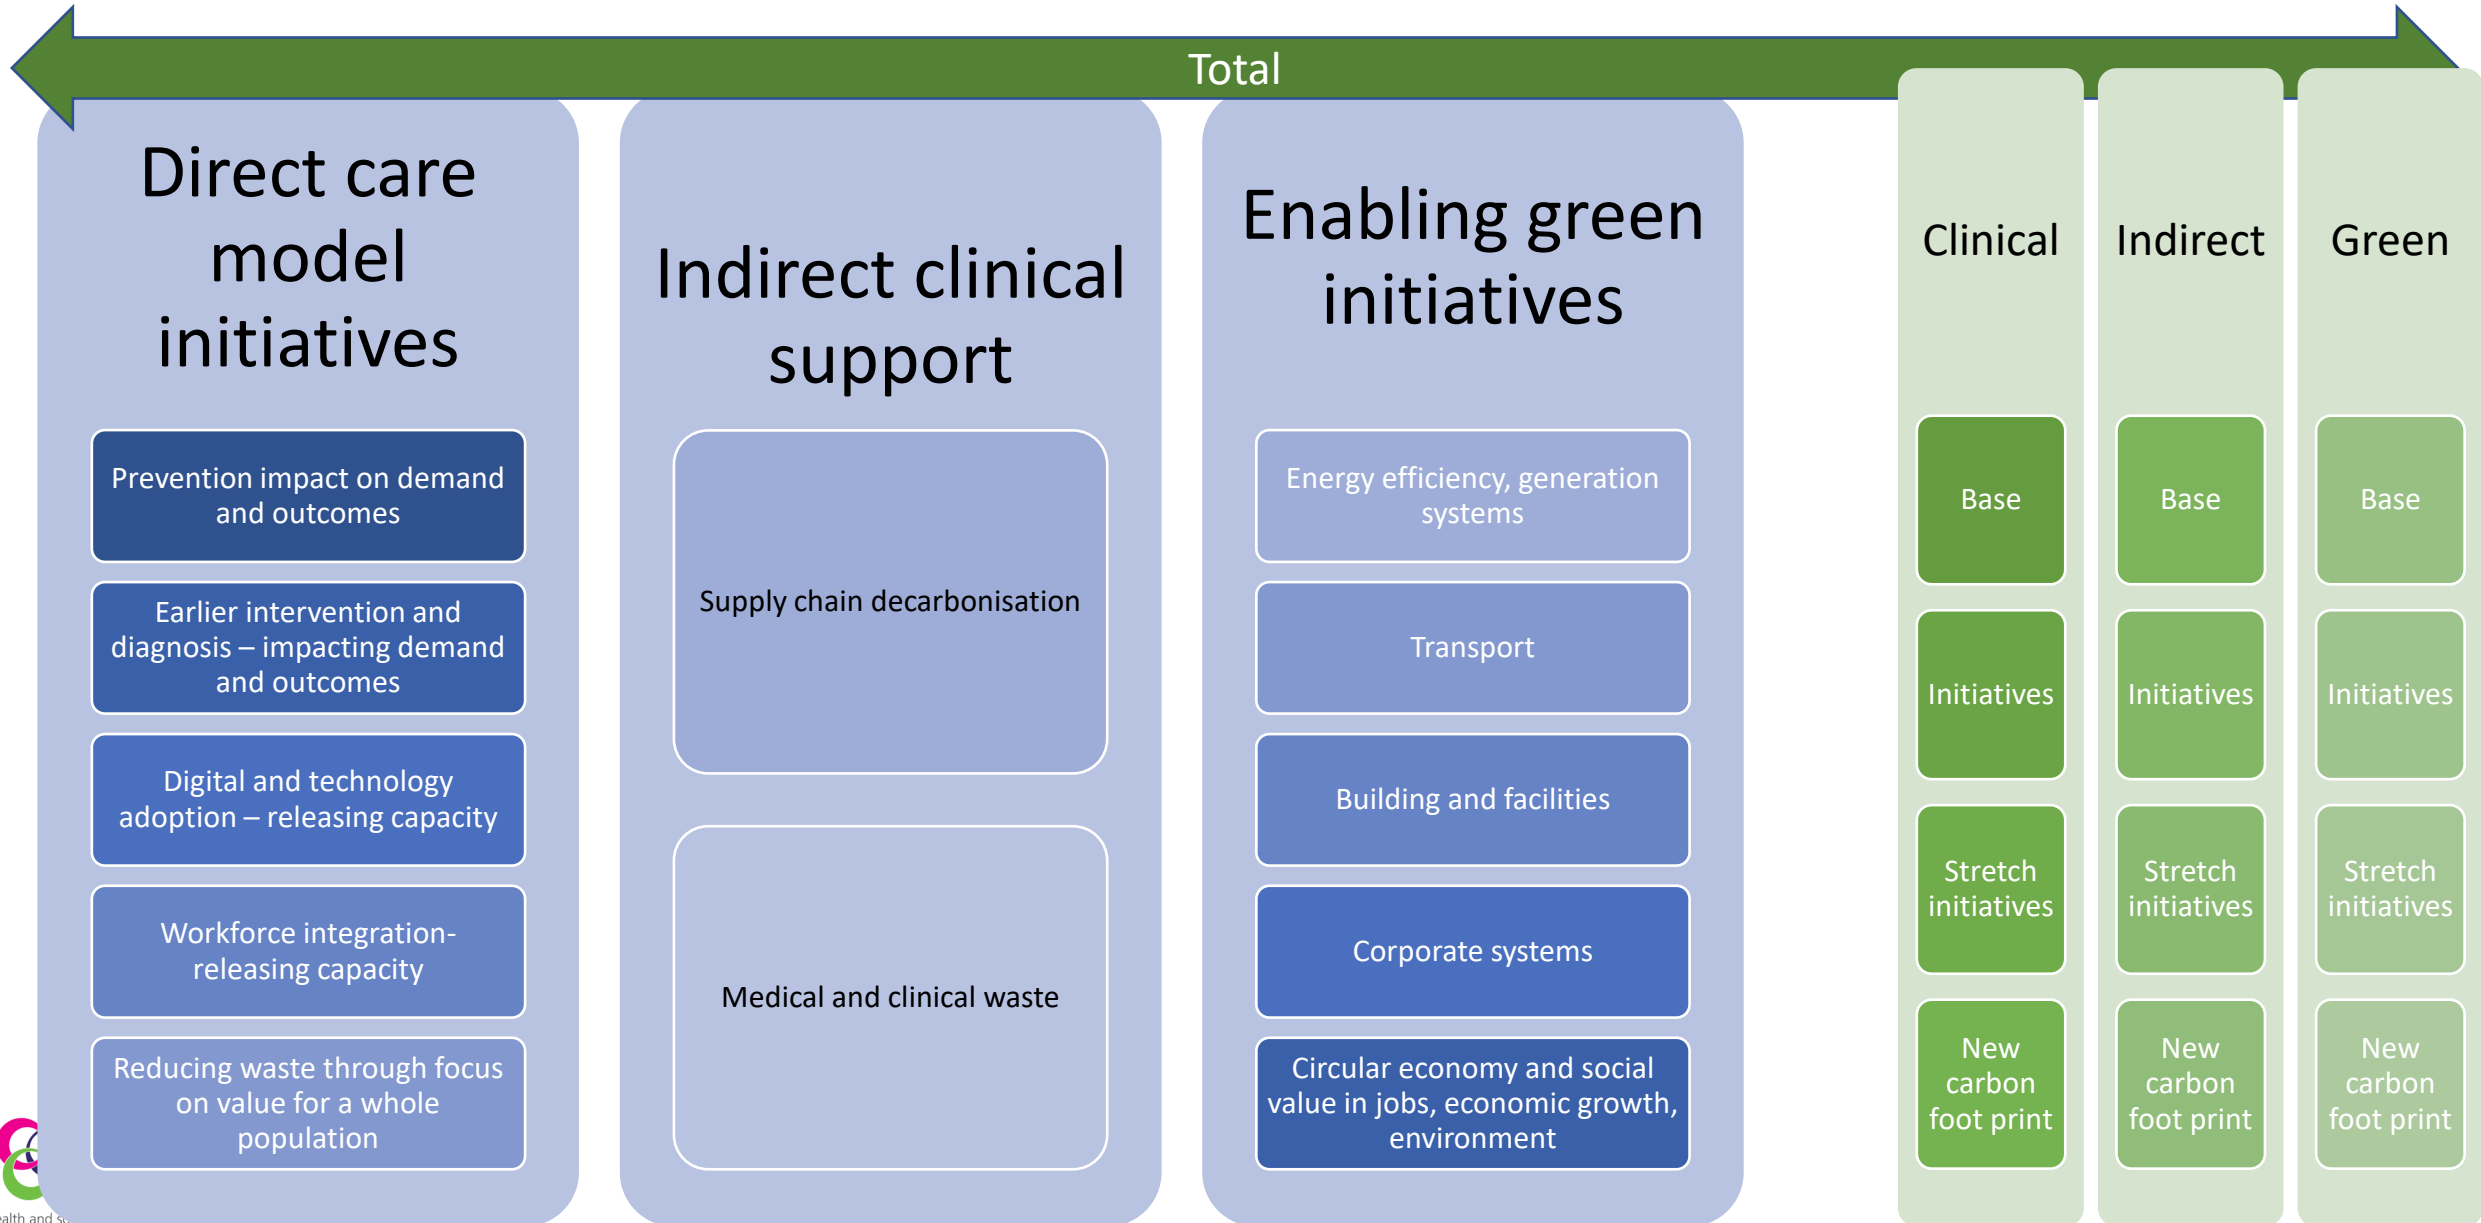 Total
Direct care
model
initiatives
Prevention impact on demand
and outcomes
Earlier intervention and
diagnosis – impacting demand
and outcomes
Digital and technology
adoption – releasing capacity
Workforce integration-
releasing capacity
Reducing waste through focus
on value for a whole
population
Indirect clinical
support
Supply chain decarbonisation
Medical and clinical waste
Enabling green
initiatives
Energy efficiency, generation
systems
Transport
Building and facilities
Corporate systems
Circular economy and social
value in jobs, economic growth,
environment
Clinical
Base
Initiatives
Stretch
initiatives
New
carbon
foot print
Indirect
Base
Initiatives
Stretch
initiatives
New
carbon
foot print
Green
Base
Initiatives
Stretch
initiatives
New
carbon
foot print
and